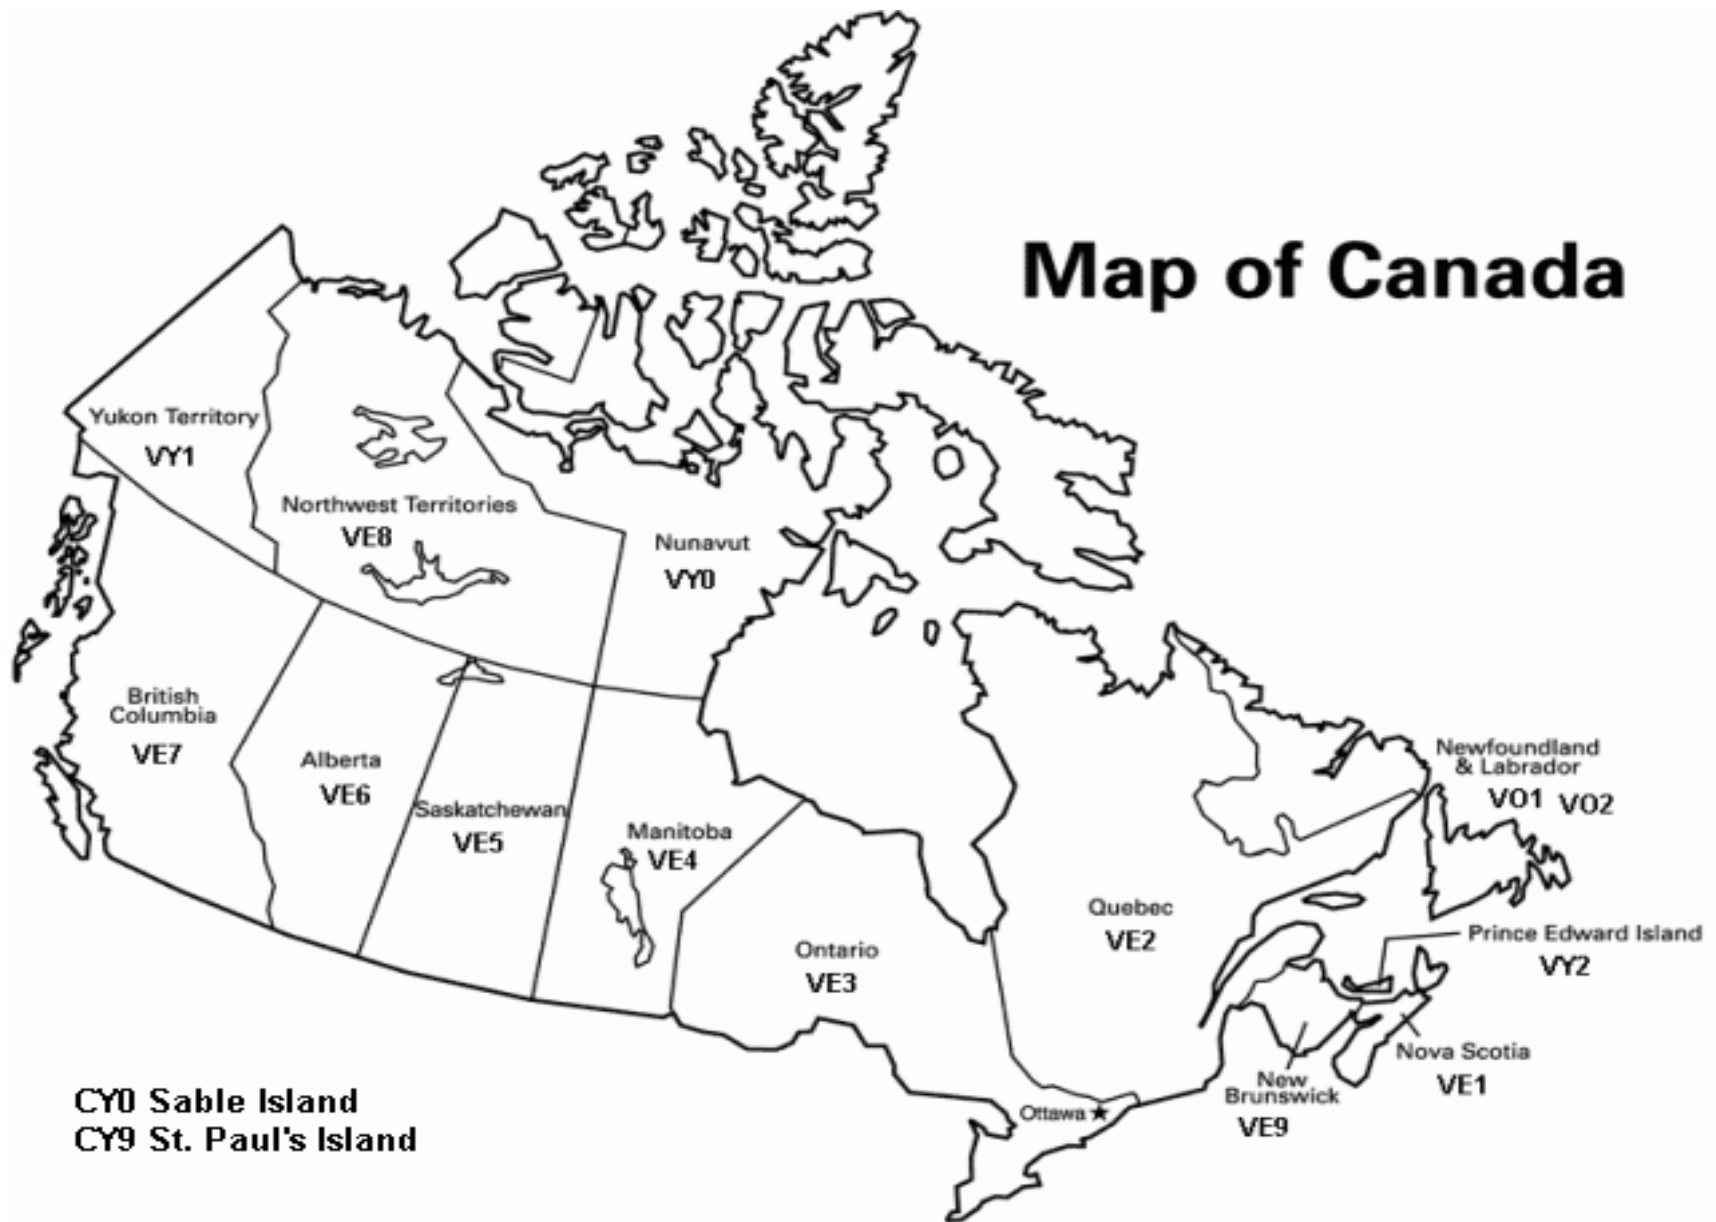 Map of Canada
Yukon Territory
VY1
Northwest Territories
VE8
Nunavut
VY0
British
Columbia
VE7
Alberta
VE6
Saskatchewan
VE5
Manitoba
VE4
Ontario
VE3
Quebec
VE2
Newfoundland
& Labrador
VO1 VO2
Prince Edward Island
VY2
Nova Scotia
VE1
New
Brunswick
VE9
Ottawa
CY0 Sable Island
CY9 St. Paul's Island